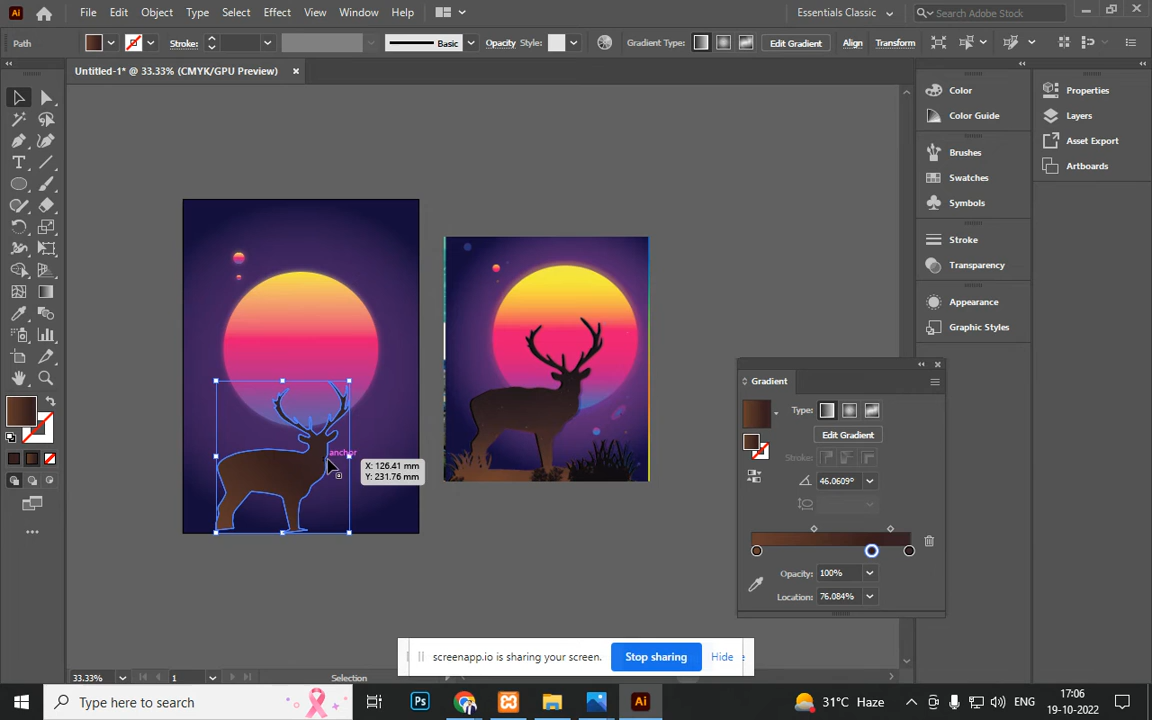 Ai File Edit Object Type Select Effect View Window Help Essentials Classic Search Adobe Stock
Path Stroke: Basic Opacity Style: Gradient Type: Edit Gradient Align Transform
Untitled-1* @ 33.33% (CMYK/GPU Preview) ×
Color
Color Guide
Brushes
Swatches
Symbols
Stroke
Transparency
Appearance
Graphic Styles
Properties
Layers
Asset Export
Artboards
anchor
X: 126.41 mm
Y: 231.76 mm
Gradient
Type:
Edit Gradient
Stroke:
46.0609°
Opacity: 100%
Location: 76.084%
screenapp.io is sharing your screen. Stop sharing Hide
33.33% 1 Selection
Type here to search Ps Ai 31°C Haze ENG 17:06
19-10-2022